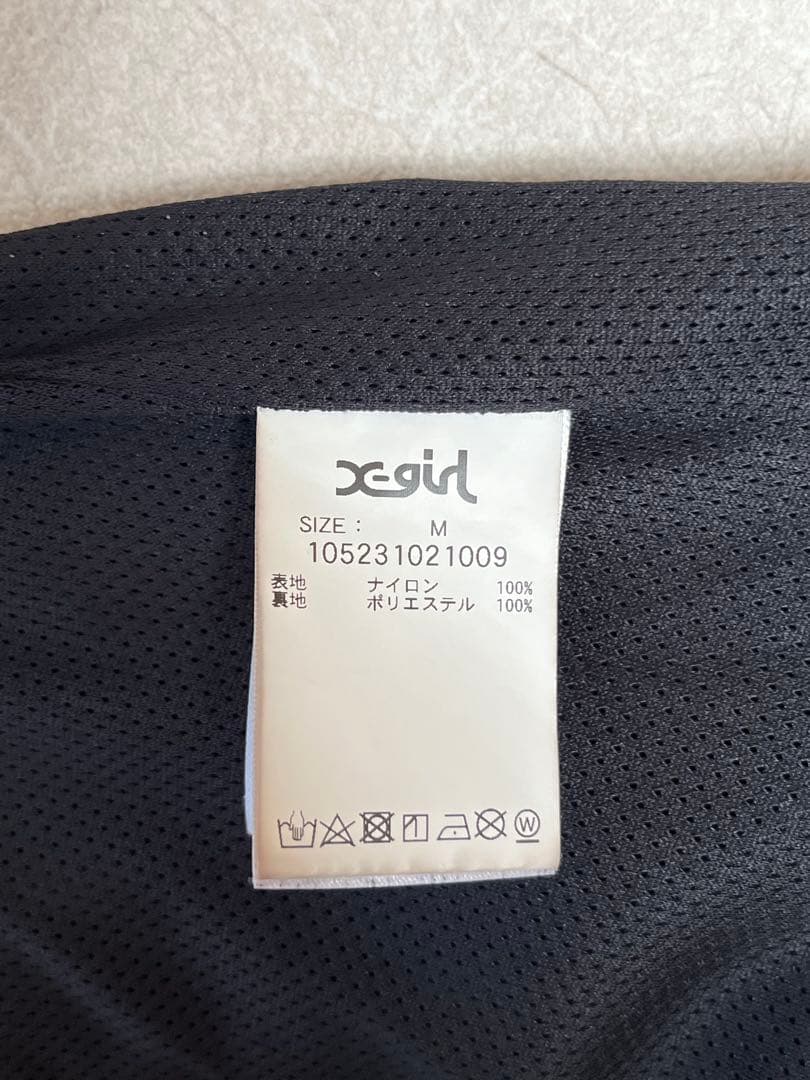 X-girl
SIZE : M
105231021009
表地 ナイロン 100%
裏地 ポリエステル 100%
W